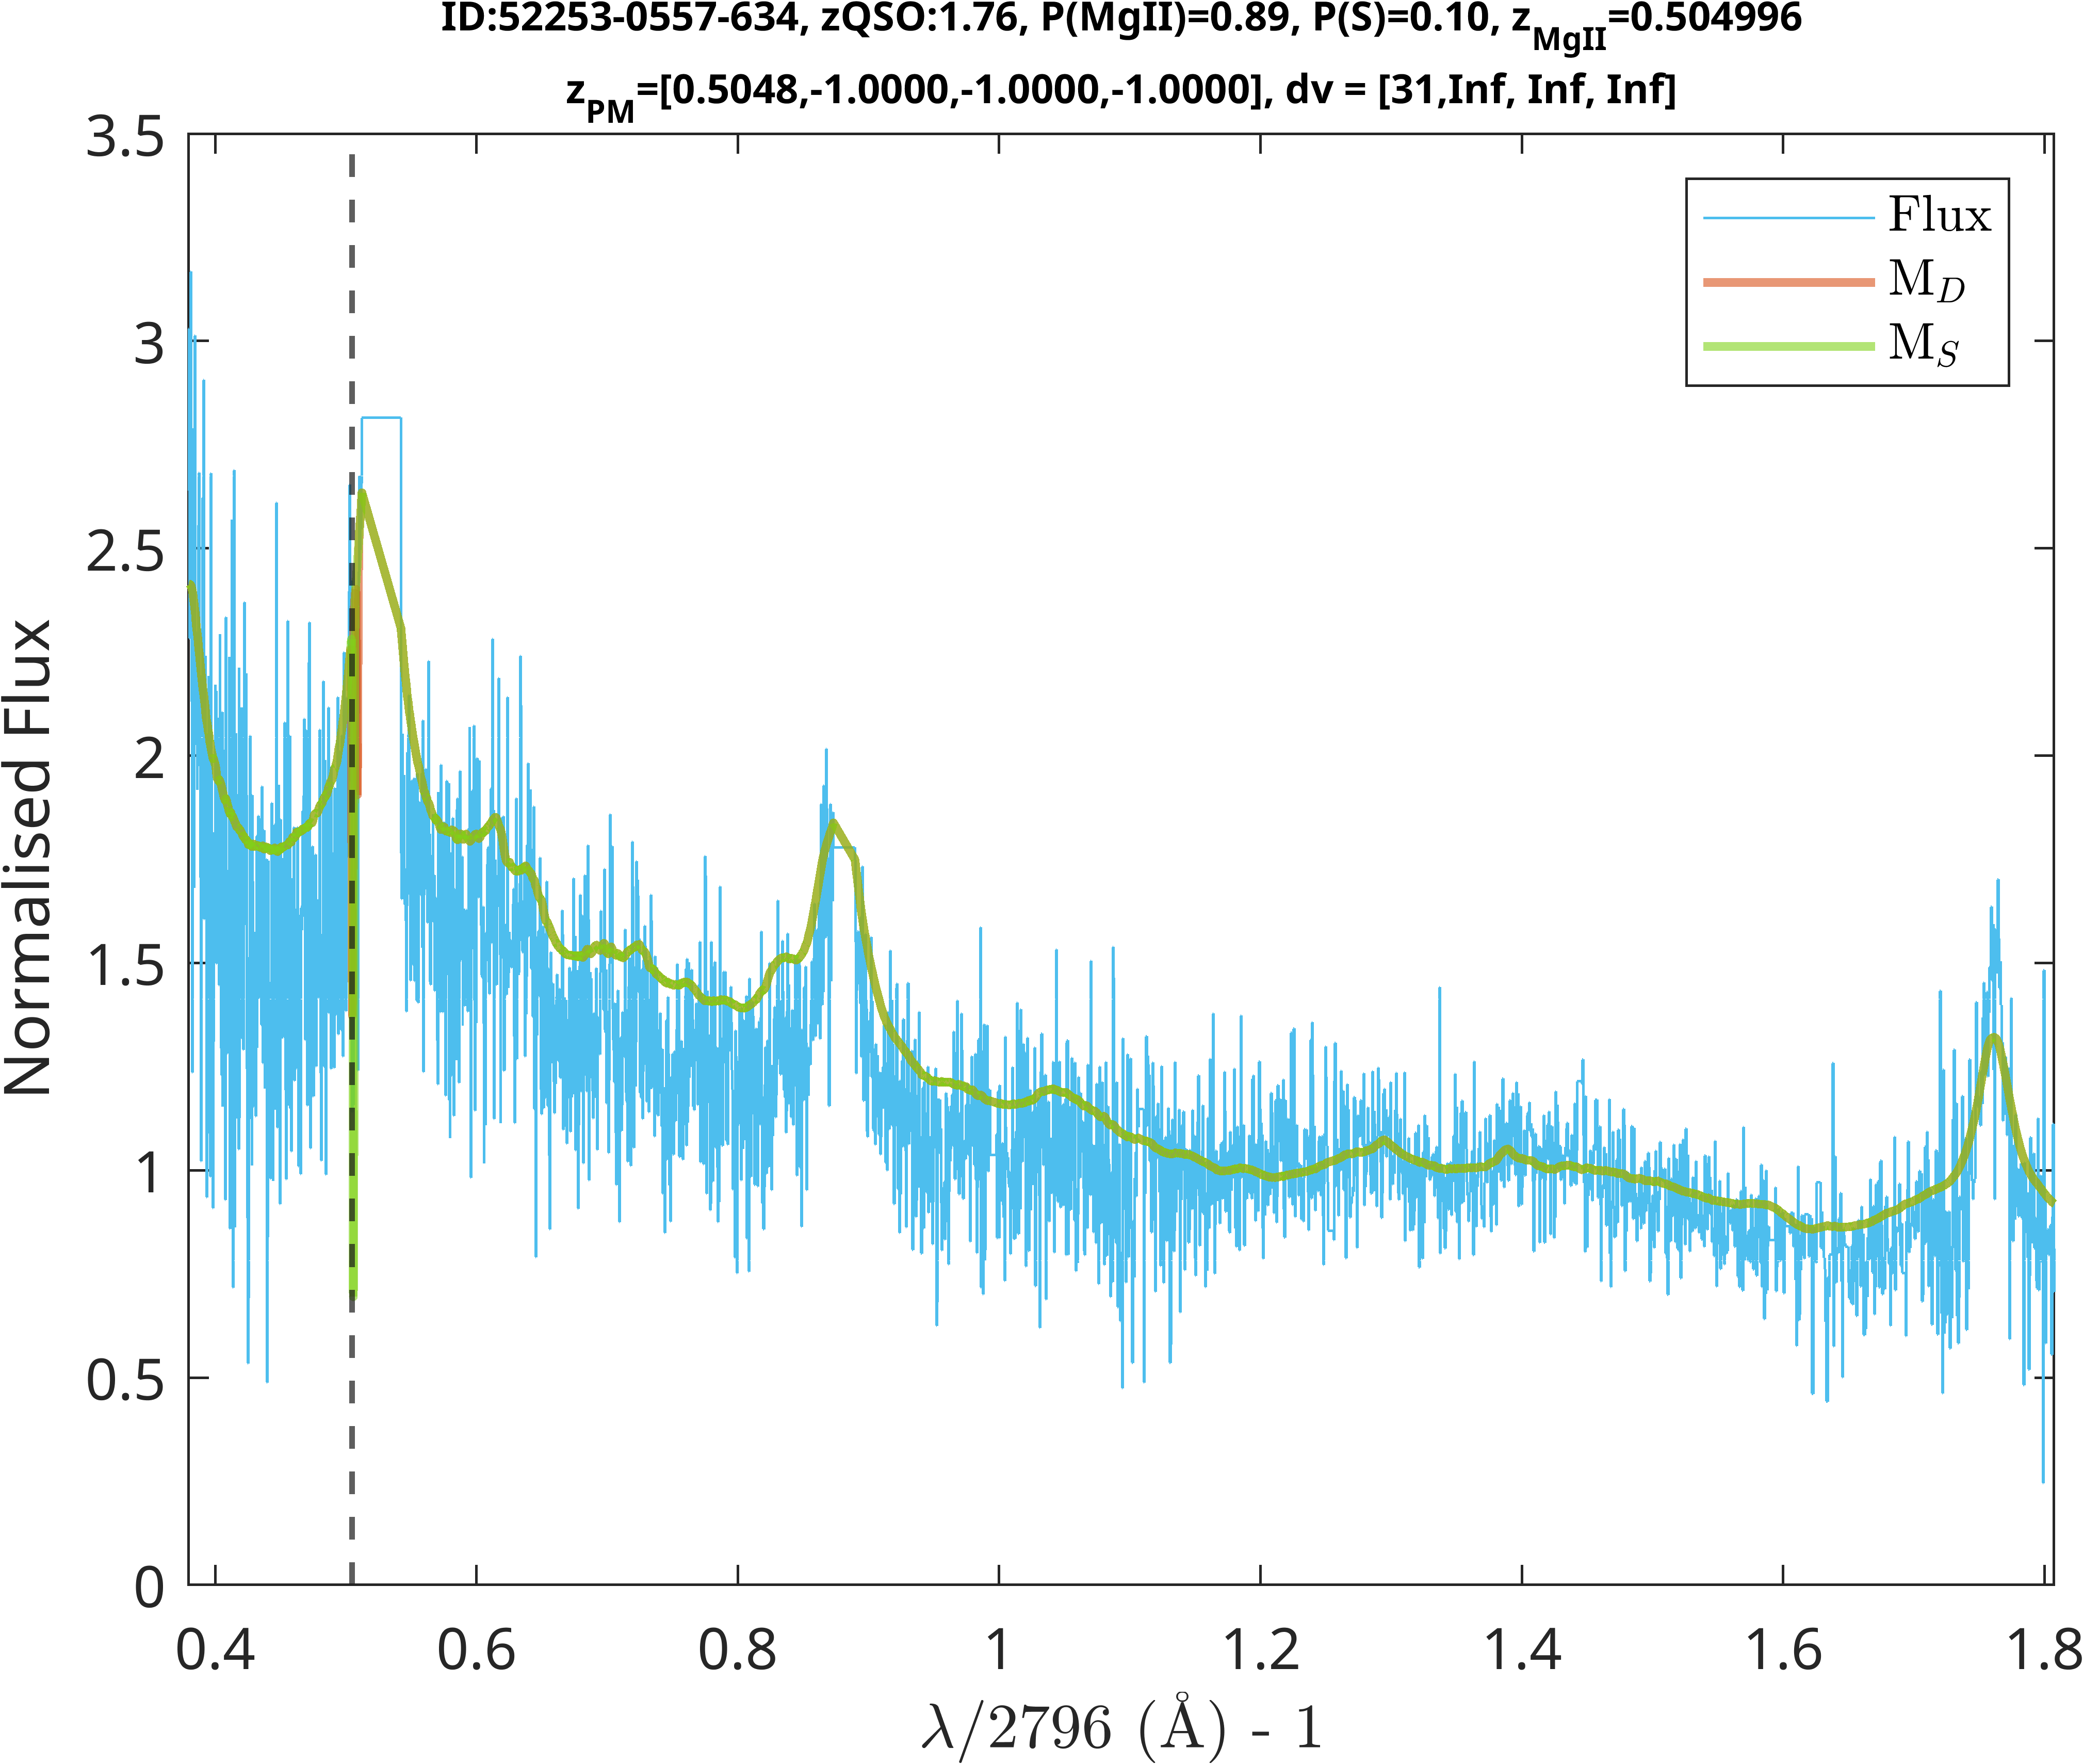 ID:52253-0557-634, zQSO:1.76, P(MgII)=0.89, P(S)=0.10, zMgII=0.504996
zPM=[0.5048,-1.0000,-1.0000,-1.0000], dv = [31,Inf, Inf, Inf]
3.5
3
2.5
2
1.5
1
0.5
0
Normalised Flux
Flux
MD
MS
0.4 0.6 0.8 1 1.2 1.4 1.6 1.8
λ/2796 (Å) - 1